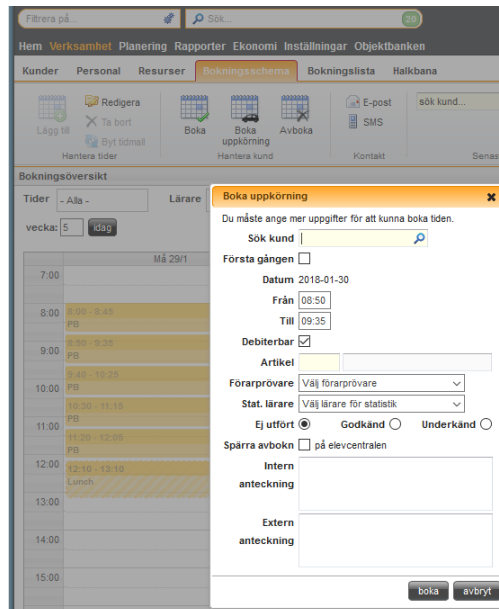 Filtrera på...
Sök...
20
Hem Verksamhet Planering Rapporter Ekonomi Inställningar Objektbanken
Kunder Personal Resurser Bokningsschema Bokningslista Halkbana
Lägg till
Redigera
Ta bort
Byt tidmall
Hantera tider
Boka
Boka uppkörning
Avboka
Hantera kund
E-post
SMS
Kontakt
sök kund...
Senas
Bokningsöversikt
Tider - Alla - Lärare
vecka: 5 idag
Må 29/1
7:00
8:00 8:00 - 8:45
PB
8:50 - 9:35
9:00 PB
9:40 - 10:25
10:00 PB
10:30 - 11:15
PB
11:00
11:20 - 12:05
PB
12:00 12:10 - 13:10
Lunch
13:00
14:00
15:00
Boka uppkörning
Du måste ange mer uppgifter för att kunna boka tiden.
Sök kund
Första gången
Datum 2018-01-30
Från 08:50
Till 09:35
Debiterbar
Artikel
Förarprövare Välj förarprövare
Stat. lärare Välj lärare för statistik
Ej utfört Godkänd Underkänd
Spärra avbokn på elevcentralen
Intern
anteckning
Extern
anteckning
boka avbryt